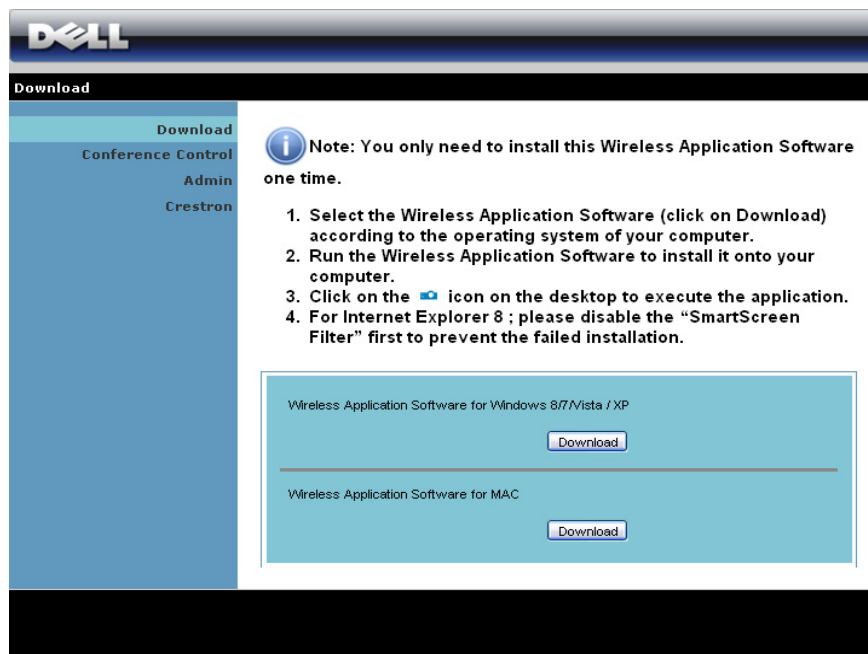 DELL
Download
Download
Conference Control
Admin
Crestron
Note: You only need to install this Wireless Application Software
one time.
1. Select the Wireless Application Software (click on Download)
according to the operating system of your computer.
2. Run the Wireless Application Software to install it onto your
computer.
3. Click on the icon on the desktop to execute the application.
4. For Internet Explorer 8 ; please disable the “SmartScreen
Filter” first to prevent the failed installation.
Wireless Application Software for Windows 8/7/Vista / XP
Download
Wireless Application Software for MAC
Download